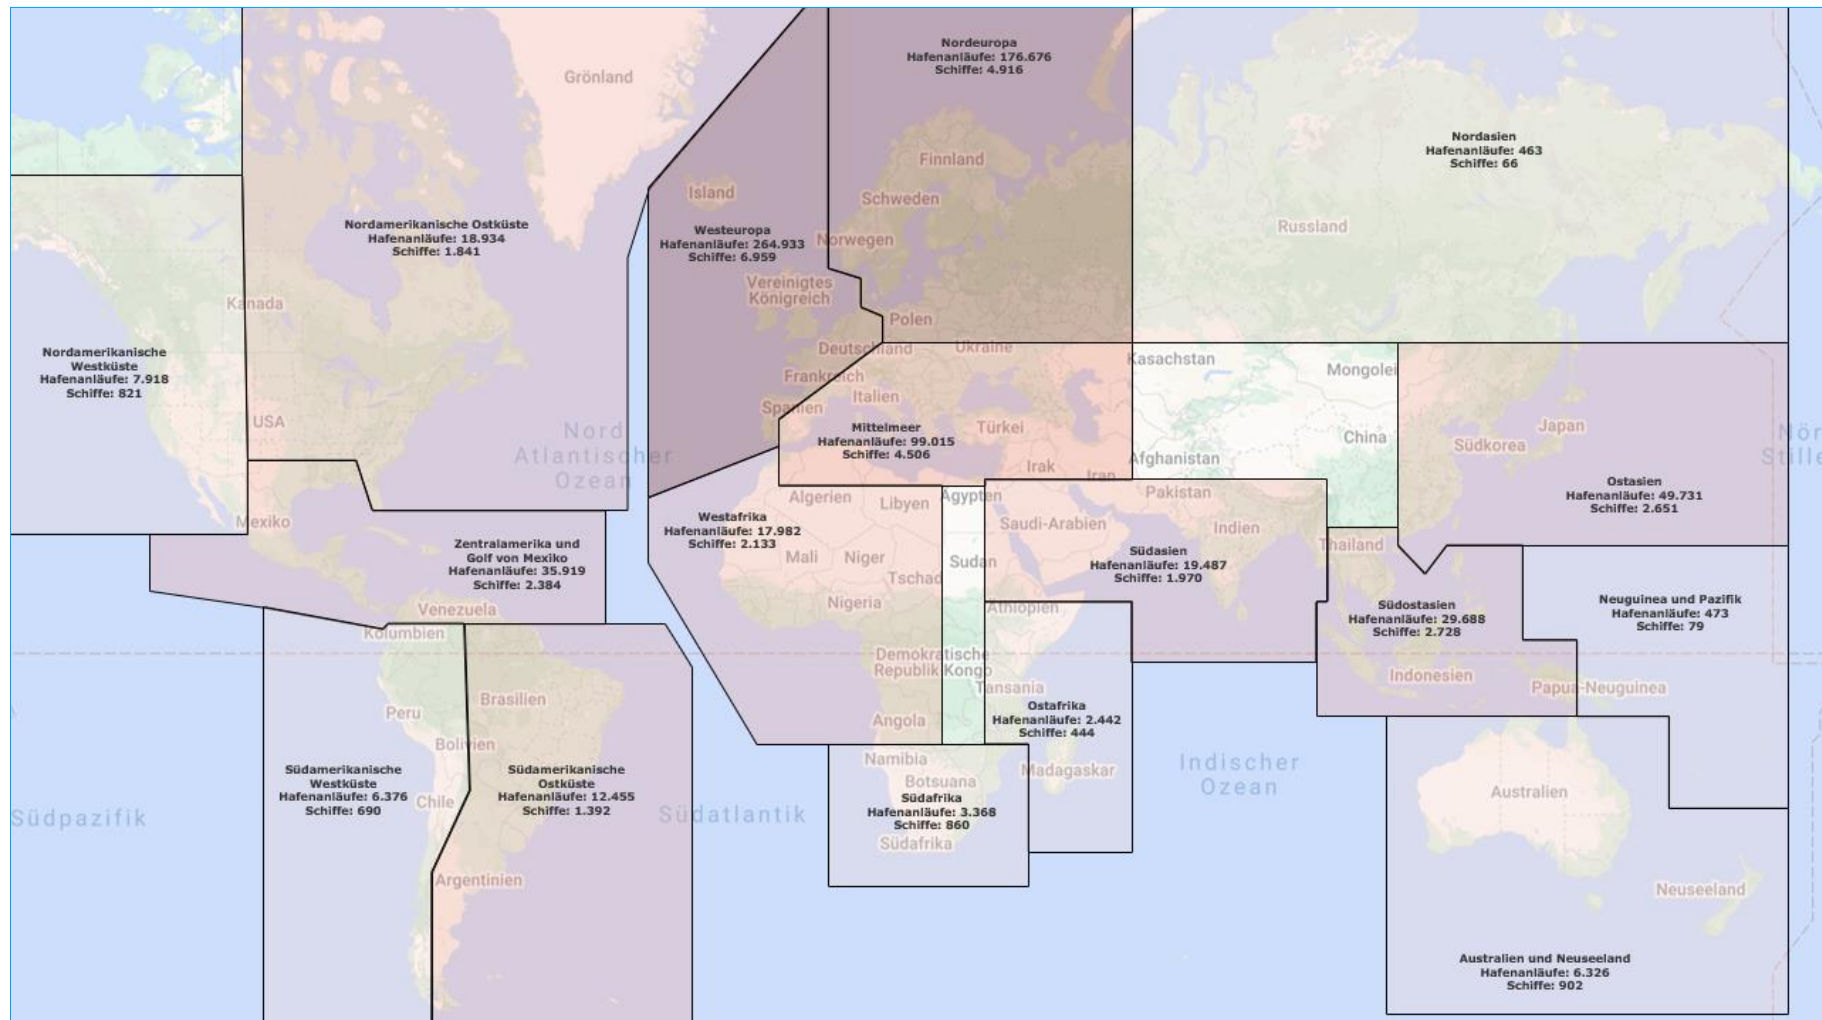 Nordeuropa
Hafenanläufe: 176.676
Schiffe: 4.916
Grönland
Nordasien
Hafenanläufe: 463
Schiffe: 66
Finnland
Island
Schweden
Nordamerikanische Ostküste
Hafenanläufe: 18.934
Schiffe: 1.841
Westeuropa
Hafenanläufe: 264.933
Schiffe: 6.959
Norwegen
Russland
Vereinigtes
Königreich
Kanada
Polen
Deutschland
Ukraine
Kasachstan
Mongolei
Nordamerikanische
Westküste
Hafenanläufe: 7.918
Schiffe: 821
Frankreich
Italien
Spanien
USA
Mittelmeer
Hafenanläufe: 99.015
Schiffe: 4.506
Türkei
China
Japan
Südkorea
Nord
Atlantischer
Ozean
Nör
Stille
Afghanistan
Irak
Iran
Ostasien
Hafenanläufe: 49.731
Schiffe: 2.651
Algerien
Libyen
Ägypten
Pakistan
Mexiko
Westafrika
Hafenanläufe: 17.982
Schiffe: 2.133
Saudi-Arabien
Indien
Zentralamerika und
Golf von Mexiko
Hafenanläufe: 35.919
Schiffe: 2.384
Mali
Niger
Tschad
Sudan
Südasien
Hafenanläufe: 19.487
Schiffe: 1.970
Thailand
Venezuela
Kolumbien
Nigeria
Äthiopien
Südostasien
Hafenanläufe: 29.688
Schiffe: 2.728
Neuguinea und Pazifik
Hafenanläufe: 473
Schiffe: 79
Demokratische
Republik Kongo
Tansania
Indonesien
Papua-Neuguinea
Brasilien
Peru
Angola
Ostafrika
Hafenanläufe: 2.442
Schiffe: 444
Bolivien
Namibia
Botsuana
Madagaskar
Indischer
Ozean
Südamerikanische
Westküste
Hafenanläufe: 6.376
Schiffe: 690
Chile
Südamerikanische
Ostküste
Hafenanläufe: 12.455
Schiffe: 1.392
Südpazifik
Südatlantik
Südafrika
Hafenanläufe: 3.368
Schiffe: 860
Südafrika
Australien
Argentinien
Neuseeland
Australien und Neuseeland
Hafenanläufe: 6.326
Schiffe: 902